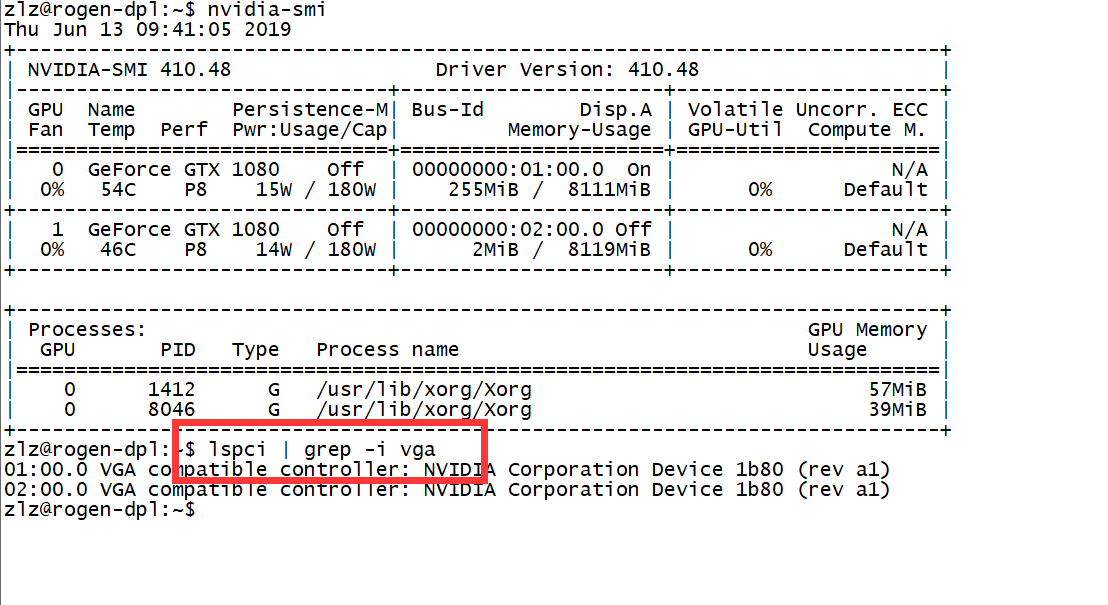 zlz@rogen-dpl:~$ nvidia-smi
Thu Jun 13 09:41:05 2019
+-----------------------------------------------------------------------------+
| NVIDIA-SMI 410.48                 Driver Version: 410.48                    |
|-------------------------------+----------------------+----------------------+
| GPU  Name        Persistence-M| Bus-Id        Disp.A | Volatile Uncorr. ECC |
| Fan  Temp  Perf  Pwr:Usage/Cap|         Memory-Usage | GPU-Util  Compute M. |
|===============================+======================+======================|
|   0  GeForce GTX 1080    Off  | 00000000:01:00.0  On |                  N/A |
|  0%   54C    P8    15W / 180W |    255MiB /  8111MiB |      0%      Default |
+-------------------------------+----------------------+----------------------+
|   1  GeForce GTX 1080    Off  | 00000000:02:00.0 Off |                  N/A |
|  0%   46C    P8    14W / 180W |      2MiB /  8119MiB |      0%      Default |
+-------------------------------+----------------------+----------------------+
+-----------------------------------------------------------------------------+
| Processes:                                                       GPU Memory |
|  GPU       PID   Type   Process name                             Usage      |
|=============================================================================|
|    0      1412      G   /usr/lib/xorg/Xorg                            57MiB |
|    0      8046      G   /usr/lib/xorg/Xorg                            39MiB |
+-----------------------------------------------------------------------------+
zlz@rogen-dpl:~$ lspci | grep -i vga
01:00.0 VGA compatible controller: NVIDIA Corporation Device 1b80 (rev a1)
02:00.0 VGA compatible controller: NVIDIA Corporation Device 1b80 (rev a1)
zlz@rogen-dpl:~$